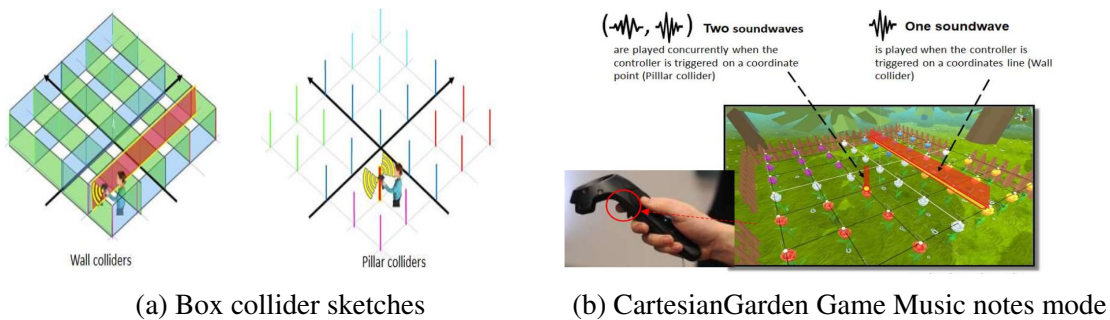 Wall colliders
Pillar colliders
(a) Box collider sketches
( , ) Two soundwaves
are played concurrently when the
controller is triggered on a coordinate
point (Pilllar collider)
One soundwave
is played when the controller is
triggered on a coordinates line (Wall
collider)
(b) CartesianGarden Game Music notes mode